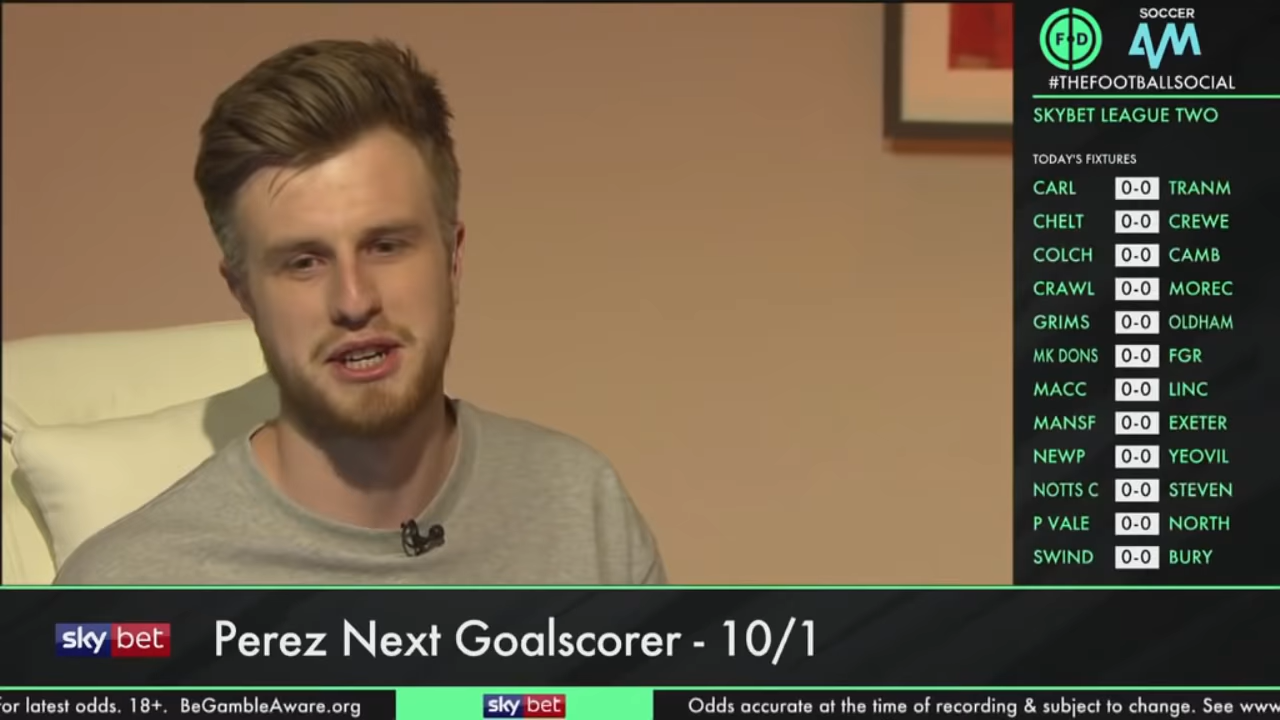 F D
SOCCER
AM
#THEFOOTBALLSOCIAL
SKYBET LEAGUE TWO
TODAY'S FIXTURES
CARL 0-0 TRANM
CHELT 0-0 CREWE
COLCH 0-0 CAMB
CRAWL 0-0 MOREC
GRIMS 0-0 OLDHAM
MK DONS 0-0 FGR
MACC 0-0 LINC
MANSF 0-0 EXETER
NEWP 0-0 YEOVIL
NOTTS C 0-0 STEVEN
P VALE 0-0 NORTH
SWIND 0-0 BURY
sky bet Perez Next Goalscorer - 10/1
or latest odds. 18+. BeGambleAware.org sky bet Odds accurate at the time of recording & subject to change. See www